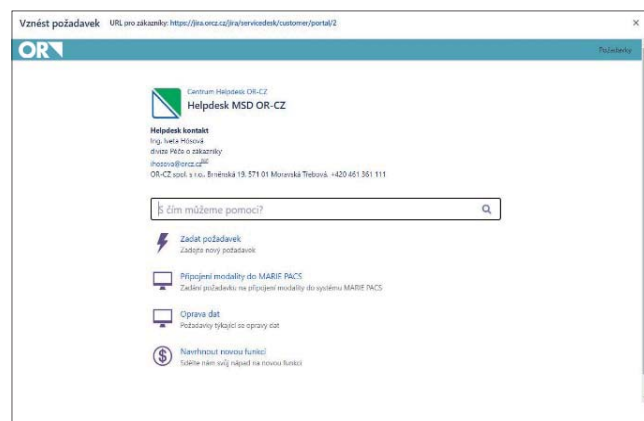 Vznést požadavek URL pro zákazníky: https://jira.orcz.cz/jira/servicedesk/customer/portal/2
OR
Požadavky
Centrum Helpdesk OR-CZ
Helpdesk MSD OR-CZ
Helpdesk kontakt
Ing. Iveta Hósová
divize Péče o zákazníky
ihosova@orcz.cz
OR-CZ spol. s r.o., Brněnská 19, 571 01 Moravská Třebová, +420 461 361 111
S čím můžeme pomoci?
Zadat požadavek
Zadejte nový požadavek
Připojení modality do MARIE PACS
Zadání požadavku na připojení modality do systému MARIE PACS
Oprava dat
Požadavky týkající se opravy dat
Navrhnout novou funkci
Sdělte nám svůj nápad na novou funkci